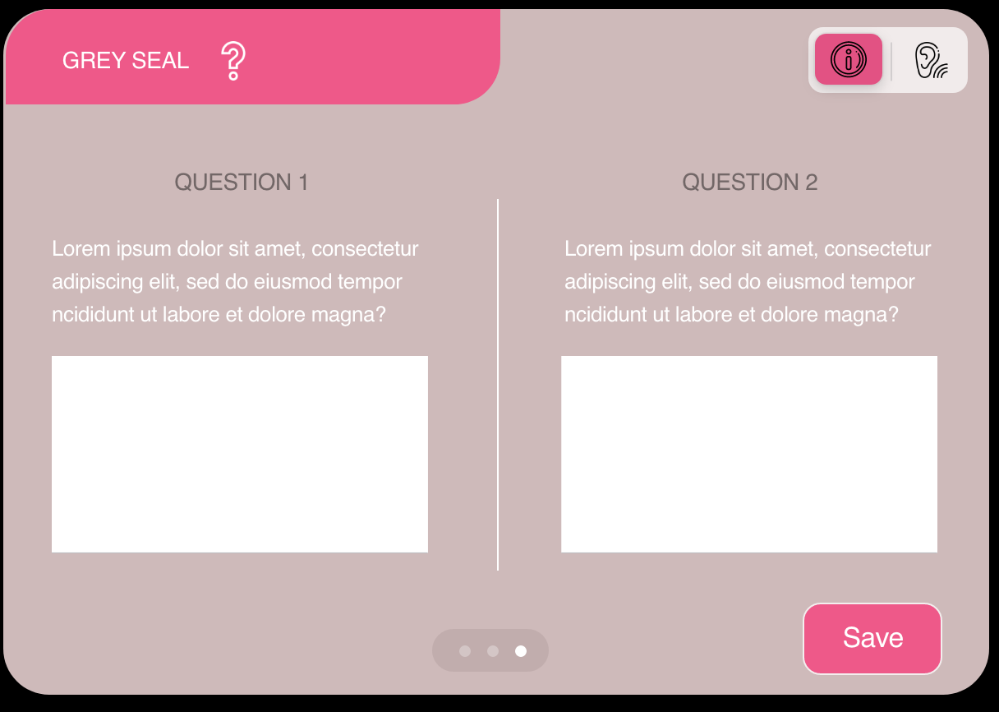 GREY SEAL
QUESTION 1
Lorem ipsum dolor sit amet, consectetur
adipiscing elit, sed do eiusmod tempor
ncididunt ut labore et dolore magna?
QUESTION 2
Lorem ipsum dolor sit amet, consectetur
adipiscing elit, sed do eiusmod tempor
ncididunt ut labore et dolore magna?
Save